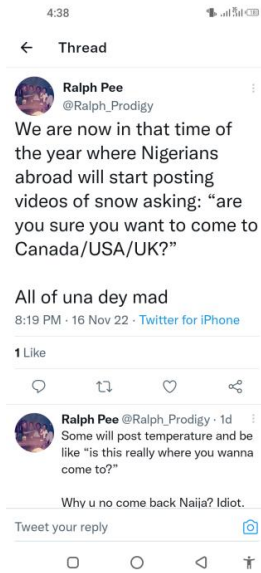 4:38
Thread
Ralph Pee
@Ralph_Prodigy
We are now in that time of
the year where Nigerians
abroad will start posting
videos of snow asking: “are
you sure you want to come to
Canada/USA/UK?”
All of una dey mad
8:19 PM · 16 Nov 22 · Twitter for iPhone
1 Like
Ralph Pee @Ralph_Prodigy · 1d
Some will post temperature and be
like “is this really where you wanna
come to?”
Why u no come back Naija? Idiot.
Tweet your reply